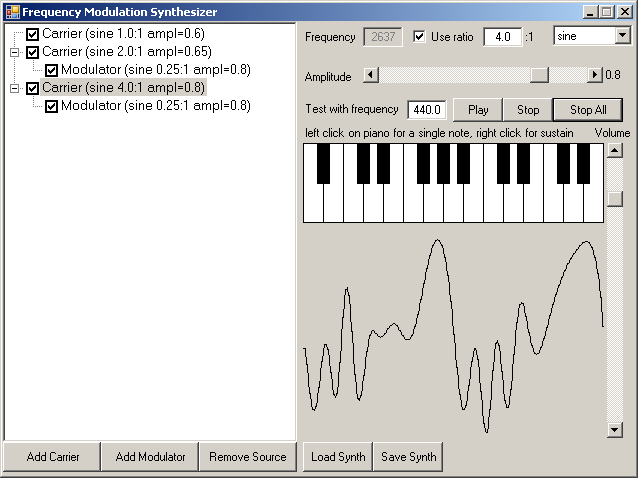 Frequency Modulation Synthesizer
Carrier (sine 1.0:1 ampl=0.6)
Carrier (sine 2.0:1 ampl=0.65)
Modulator (sine 0.25:1 ampl=0.8)
Carrier (sine 4.0:1 ampl=0.8)
Modulator (sine 0.25:1 ampl=0.8)
Frequency 2637 Use ratio 4.0 :1 sine
Amplitude 0.8
Test with frequency 440.0 Play Stop Stop All
left click on piano for a single note, right click for sustain Volume
Add Carrier Add Modulator Remove Source Load Synth Save Synth